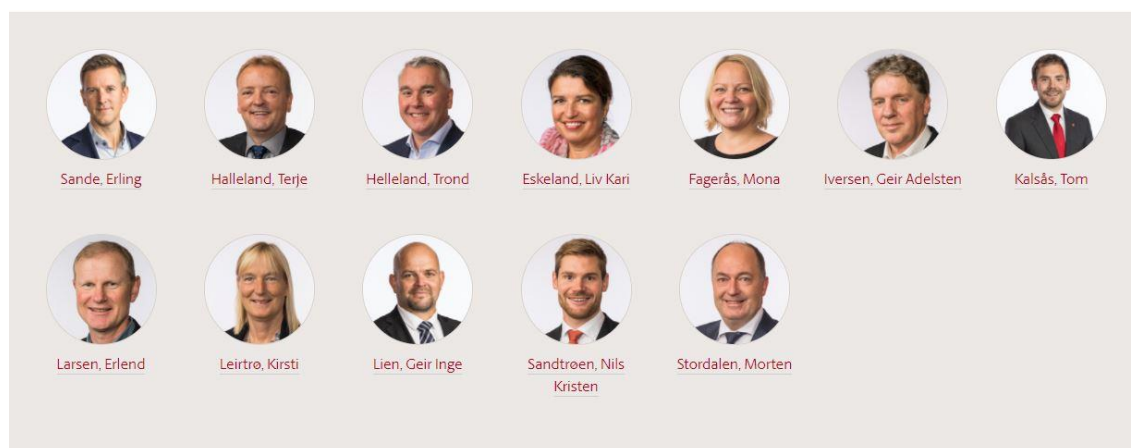 Sande, Erling
Halleland, Terje
Helleland, Trond
Eskeland, Liv Kari
Fagerås, Mona
Iversen, Geir Adelsten
Kalsås, Tom
Larsen, Erlend
Leirtrø, Kirsti
Lien, Geir Inge
Sandtrøen, Nils
Kristen
Stordalen, Morten